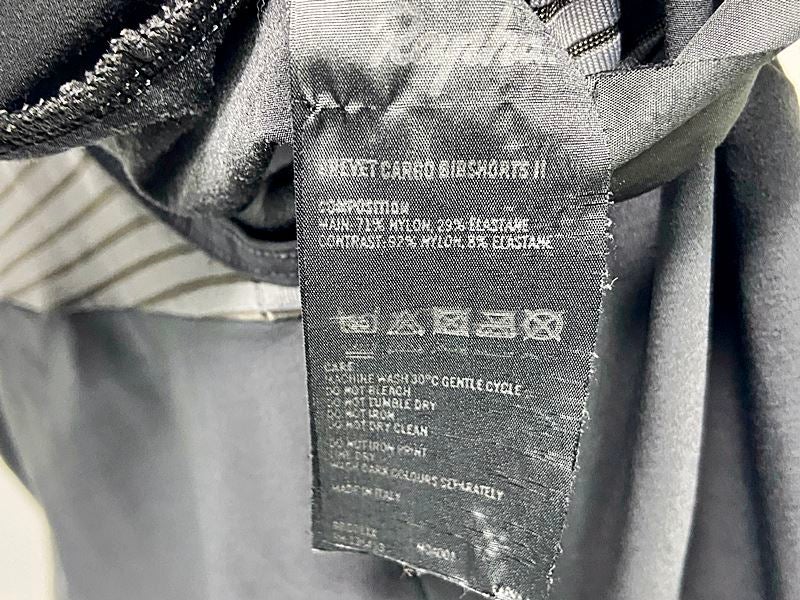 Rapha.
BREVET CARGO BIBSHORTS II
COMPOSITION
MAIN: 71% NYLON, 29% ELASTANE
CONTRAST: 92% NYLON, 8% ELASTANE
CARE
MACHINE WASH 30°C GENTLE CYCLE
DO NOT BLEACH
DO NOT TUMBLE DRY
DO NOT IRON
DO NOT DRY CLEAN
DO NOT IRON PRINT
LINE DRY
WASH DARK COLOURS SEPARATELY
MADE IN ITALY